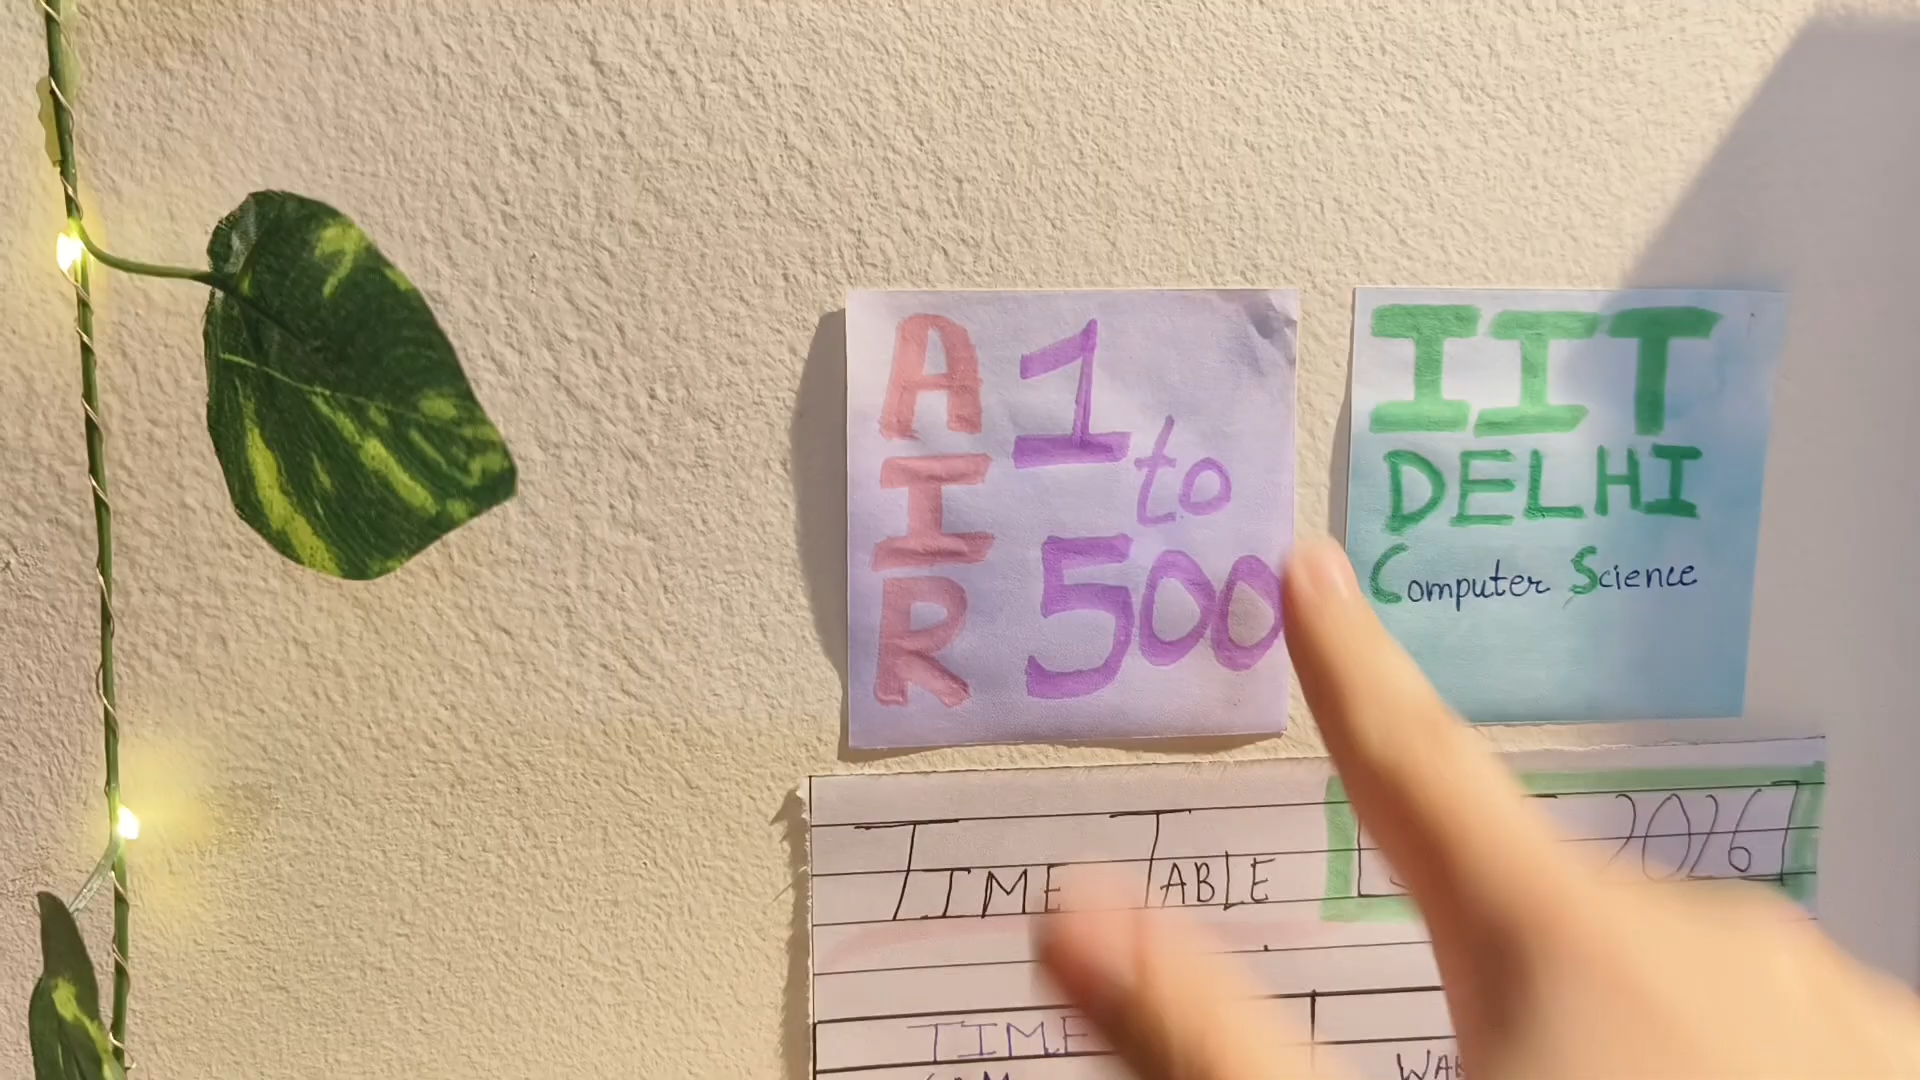 AIR
1
to
500
IIT
DELHI
Computer Science
TIME TABLE
2026
TIME